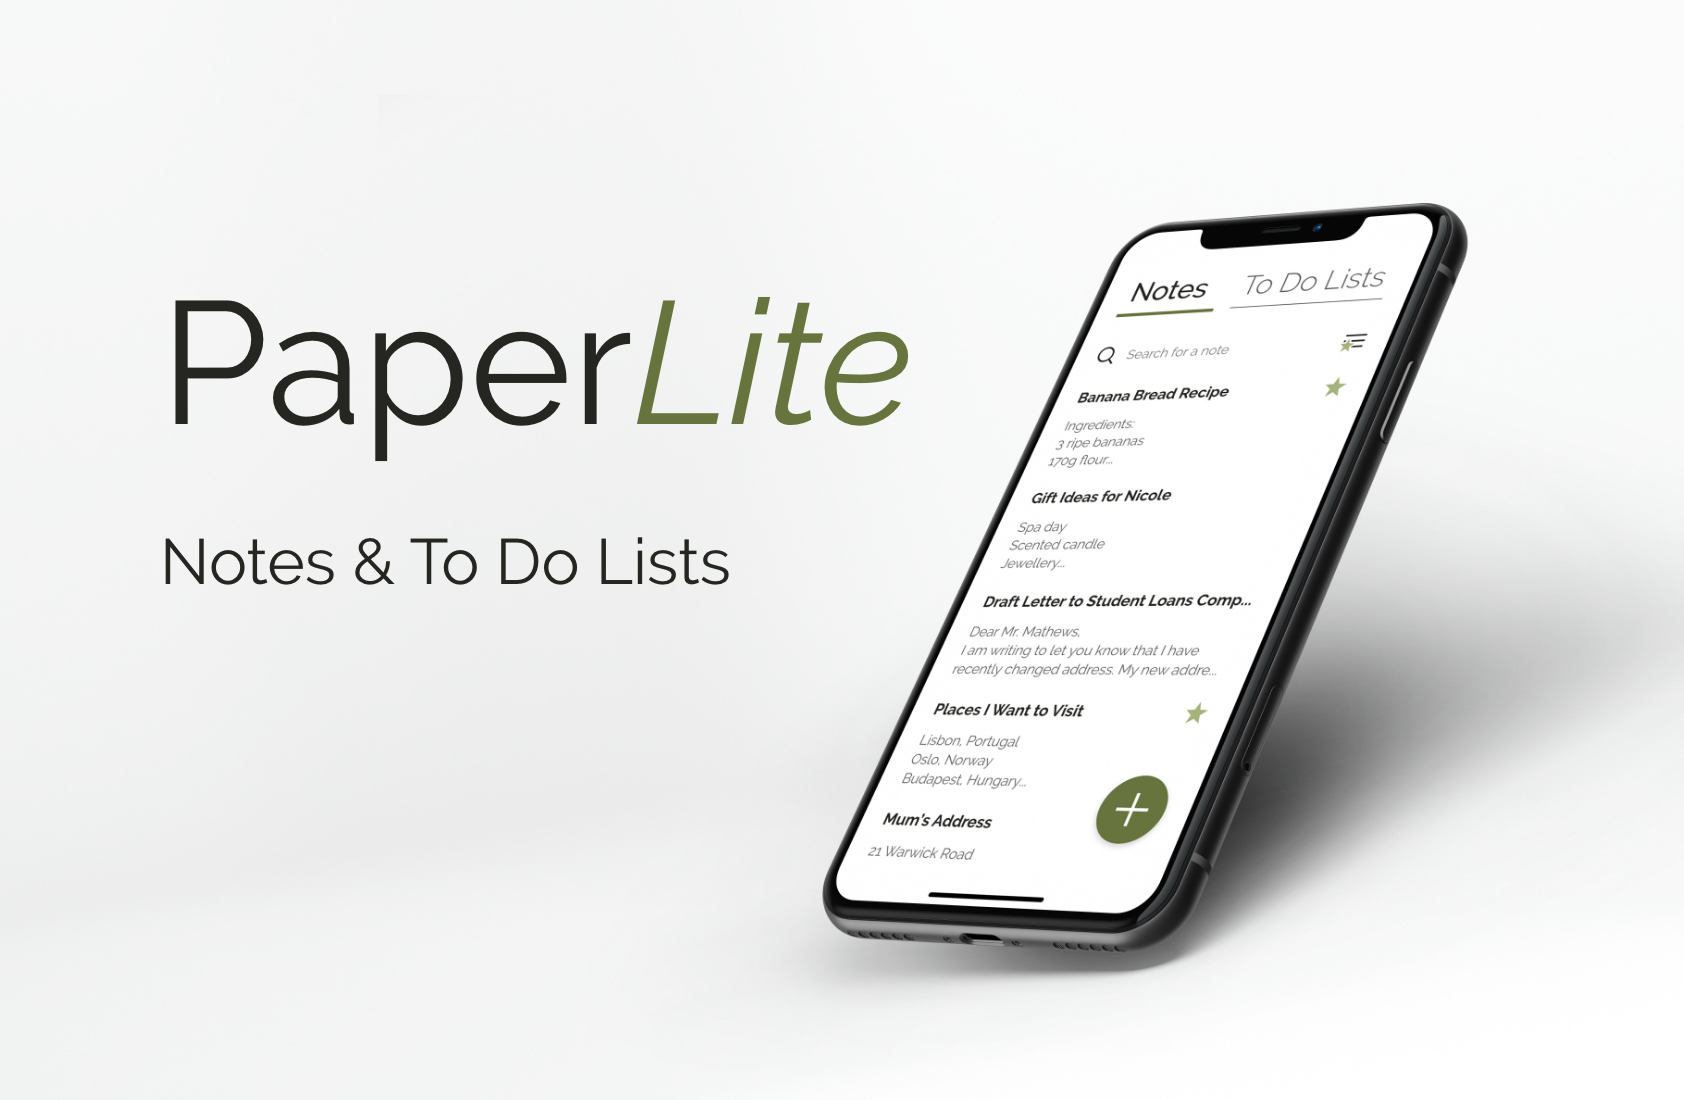 PaperLite
Notes & To Do Lists
Notes
To Do Lists
Search for a note
Banana Bread Recipe
Ingredients:
3 ripe bananas
170g flour...
Gift Ideas for Nicole
Spa day
Scented candle
Jewellery...
Draft Letter to Student Loans Comp...
Dear Mr. Mathews,
I am writing to let you know that I have
recently changed address. My new addre...
Places I Want to Visit
Lisbon, Portugal
Oslo, Norway
Budapest, Hungary...
Mum's Address
21 Warwick Road